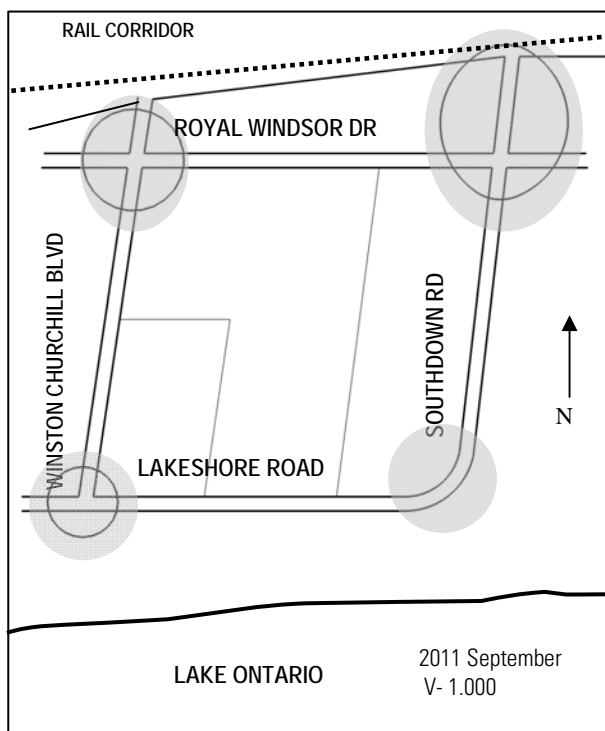 RAIL CORRIDOR
ROYAL WINDSOR DR
WINSTON CHURCHILL BLVD
SOUTHDOWN RD
N
LAKESHORE ROAD
LAKE ONTARIO
2011 September
V- 1.000